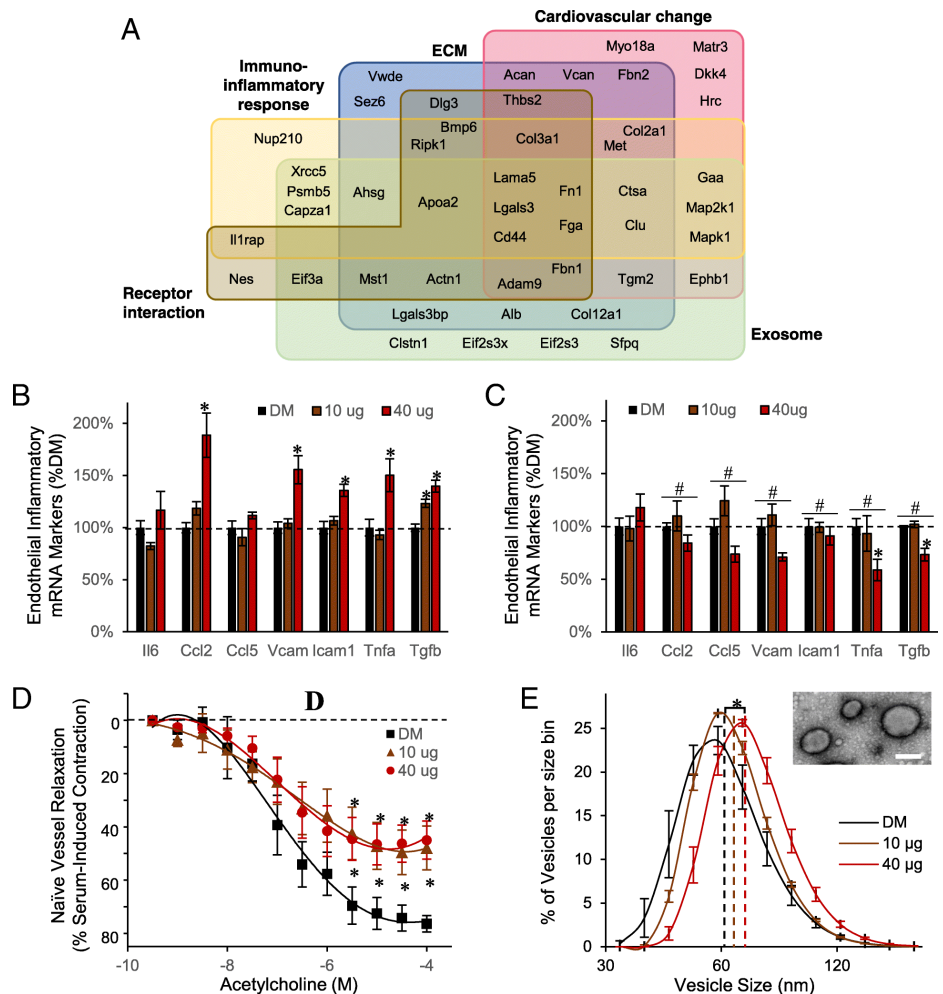 A
Cardiovascular change
ECM
Myo18a Matr3
Immuno-
inflammatory
response
Vwde Acan Vcan Fbn2 Dkk4
Sez6 Dlg3 Thbs2 Hrc
Nup210 Bmp6 Ripk1 Col3a1 Col2a1 Met
Xrcc5 Lama5 Gaa
Psmb5 Ahsg Fn1 Ctsa
Capza1 Apoa2 Lgals3 Map2k1
Fga Clu
Il1rap Cd44 Mapk1
Nes Eif3a Mst1 Actn1 Adam9 Fbn1 Tgm2 Ephb1
Receptor
interaction
Lgals3bp Alb Col12a1
Exosome
Clstn1 Eif2s3x Eif2s3 Sfpq
B
DM 10 ug 40 ug
Endothelial Inflammatory
mRNA Markers (%DM)
200%
150%
100%
50%
0%
* * * * * *
Il6 Ccl2 Ccl5 Vcam Icam1 Tnfa Tgfb
C
DM 10ug 40ug
Endothelial Inflammatory
mRNA Markers (%DM)
200%
150%
100%
50%
0%
# # # # # #
* *
Il6 Ccl2 Ccl5 Vcam Icam1 Tnfa Tgfb
D
D
DM
10 ug
40 ug
Naïve Vessel Relaxation
(% Serum-Induced Contraction)
0
20
40
60
80
* * * *
* * * *
-10 -8 -6 -4
Acetylcholine (M)
E
*
% of Vesicles per size bin
25
20
15
10
5
0
DM
10 µg
40 µg
30 60 120
Vesicle Size (nm)